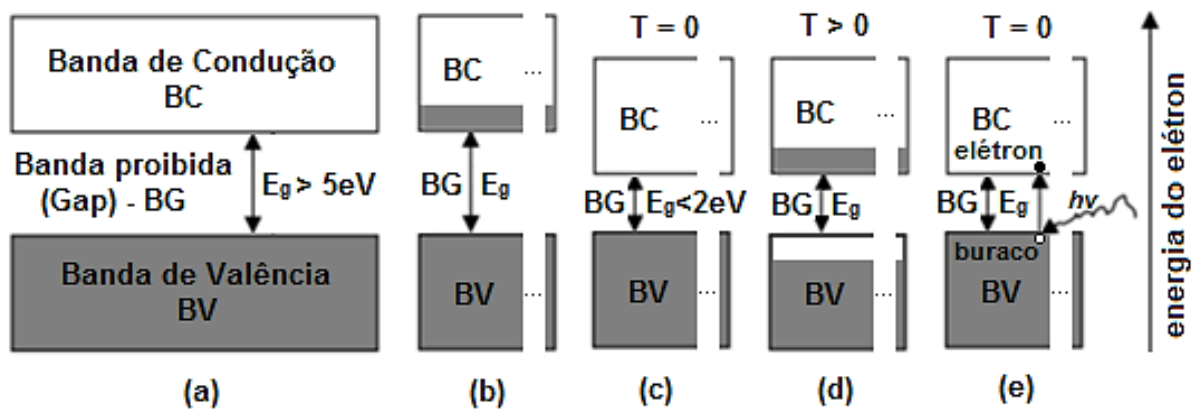 Banda de Condução
BC
Banda proibida
(Gap) - BG
Eg > 5eV
Banda de Valência
BV
(a)
BC ...
BG Eg
BV ...
(b)
T = 0
BC ...
BG Eg<2eV
BV ...
(c)
T > 0
BC ...
BG Eg
BV ...
(d)
T = 0
BC ...
elétron
BG Eg
hv
buraco
BV ...
(e)
energia do elétron